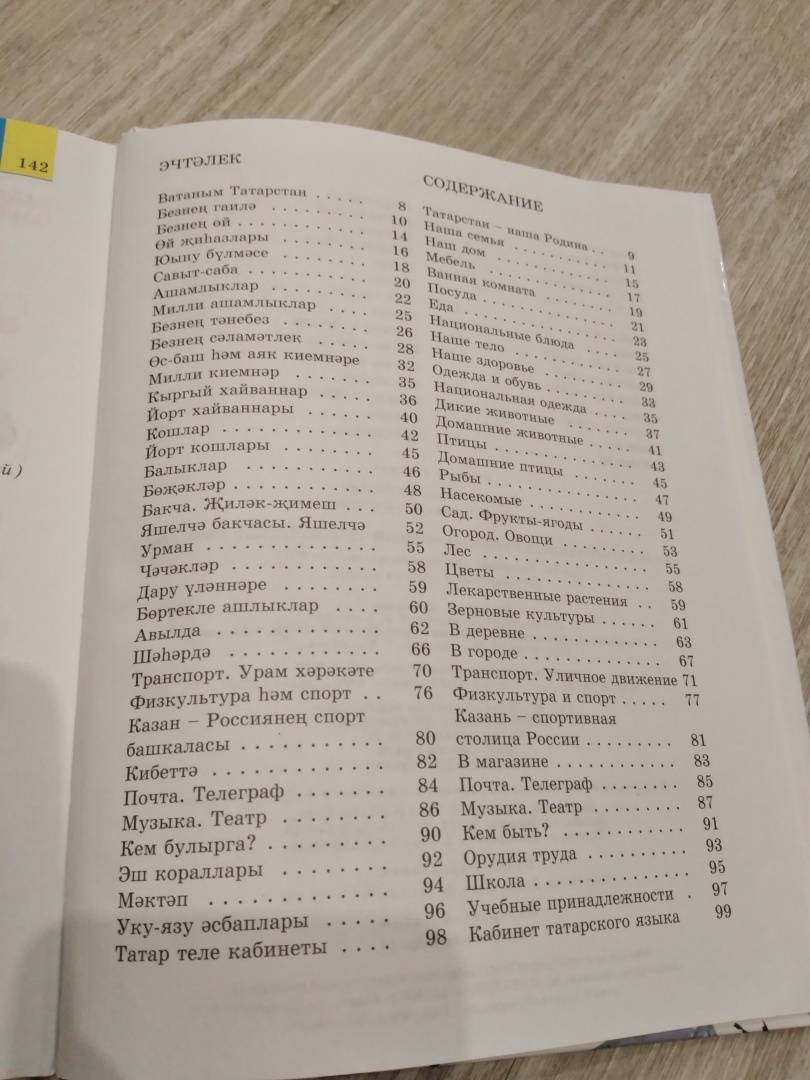 142
й)
ЭЧТӘЛЕК
Ватаным Татарстан . . . . . 8
Безнең гаилә . . . . . . . . . 10
Безнең өй . . . . . . . . . . . . 14
Өй җиһазлары . . . . . . . . 16
Юыну бүлмәсе . . . . . . . . 18
Савыт-саба . . . . . . . . . . . 20
Ашамлыклар . . . . . . . . . 22
Милли ашамлыклар . . . . 25
Безнең тәнебез . . . . . . . . 26
Безнең сәламәтлек . . . . . 28
Өс-баш һәм аяк киемнәре 32
Милли киемнәр . . . . . . . 35
Кыргый хайваннар . . . . . 36
Йорт хайваннары . . . . . . 40
Кошлар . . . . . . . . . . . . . 42
Йорт кошлары . . . . . . . . 45
Балыклар . . . . . . . . . . . . 46
Бөҗәкләр . . . . . . . . . . . . 48
Бакча. Җиләк-җимеш . . . 50
Яшелчә бакчасы. Яшелчә 52
Урман . . . . . . . . . . . . . . 55
Чәчәкләр . . . . . . . . . . . . 58
Дару үләннәре . . . . . . . . 59
Бөртекле ашлыклар . . . . 60
Авылда . . . . . . . . . . . . . 62
Шәһәрдә . . . . . . . . . . . . 66
Транспорт. Урам хәрәкәте 70
Физкультура һәм спорт . . 76
Казан – Россиянең спорт
башкаласы . . . . . . . . . . . 80
Кибеттә . . . . . . . . . . . . . 82
Почта. Телеграф . . . . . . . 84
Музыка. Театр . . . . . . . . 86
Кем булырга? . . . . . . . . . 90
Эш кораллары . . . . . . . . 92
Мәктәп . . . . . . . . . . . . . 94
Уку-язу әсбаплары . . . . . 96
Татар теле кабинеты . . . . 98
СОДЕРЖАНИЕ
Татарстан – наша Родина . . 9
Наша семья . . . . . . . . . . . 11
Наш дом . . . . . . . . . . . . . 15
Мебель . . . . . . . . . . . . . . 17
Ванная комната . . . . . . . . 19
Посуда . . . . . . . . . . . . . . 21
Еда . . . . . . . . . . . . . . . . 23
Национальные блюда . . . . 25
Наше тело . . . . . . . . . . . . 27
Наше здоровье . . . . . . . . . 29
Одежда и обувь . . . . . . . . . 33
Национальная одежда . . . . 35
Дикие животные . . . . . . . 37
Домашние животные . . . . . 41
Птицы . . . . . . . . . . . . . . 43
Домашние птицы . . . . . . . 45
Рыбы . . . . . . . . . . . . . . . 47
Насекомые . . . . . . . . . . . 49
Сад. Фрукты-ягоды . . . . . . 51
Огород. Овощи . . . . . . . . 53
Лес . . . . . . . . . . . . . . . . 55
Цветы . . . . . . . . . . . . . . 58
Лекарственные растения . . 59
Зерновые культуры . . . . . . 61
В деревне . . . . . . . . . . . . 63
В городе . . . . . . . . . . . . . 67
Транспорт. Уличное движение 71
Физкультура и спорт . . . . . 77
Казань – спортивная
столица России . . . . . . . . . 81
В магазине . . . . . . . . . . . 83
Почта. Телеграф . . . . . . . . 85
Музыка. Театр . . . . . . . . . 87
Кем быть? . . . . . . . . . . . . 91
Орудия труда . . . . . . . . . . 93
Школа . . . . . . . . . . . . . . 95
Учебные принадлежности . 97
Кабинет татарского языка 99